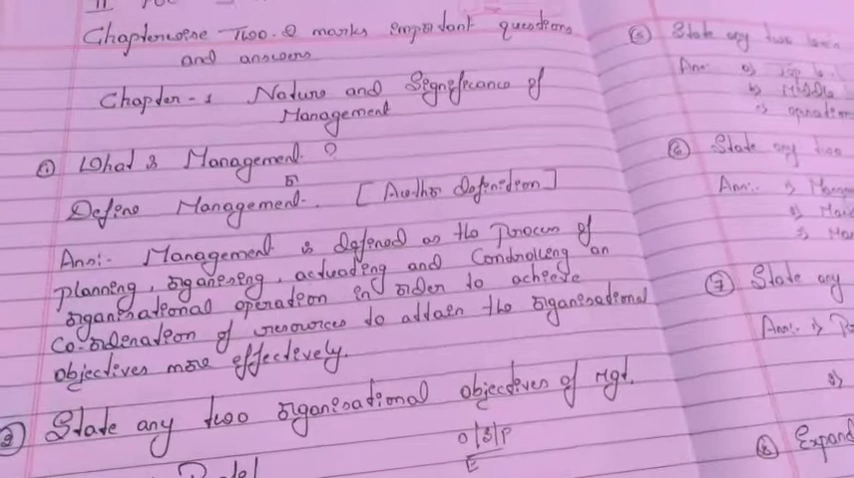 Chapterwise Two. 2 marks important questions
and answers
Chapter-1 Nature and Significance of
Management
① What is Management ?
or
Define Management. [Author Definition]
Ans:- Management is defined as the Process of
planning, organising, actuating and Controlling an
organisational operation in order to achieve
Co-ordination of resources to attain the organisational
objectives more effectively.
② State any two organisational objectives of Mgt.
O/S/P
E
⑤ State any two
Ans:
b) Middle
⑥ State any two
Ans:-
⑦ State any
Ans:-
⑧ Expand